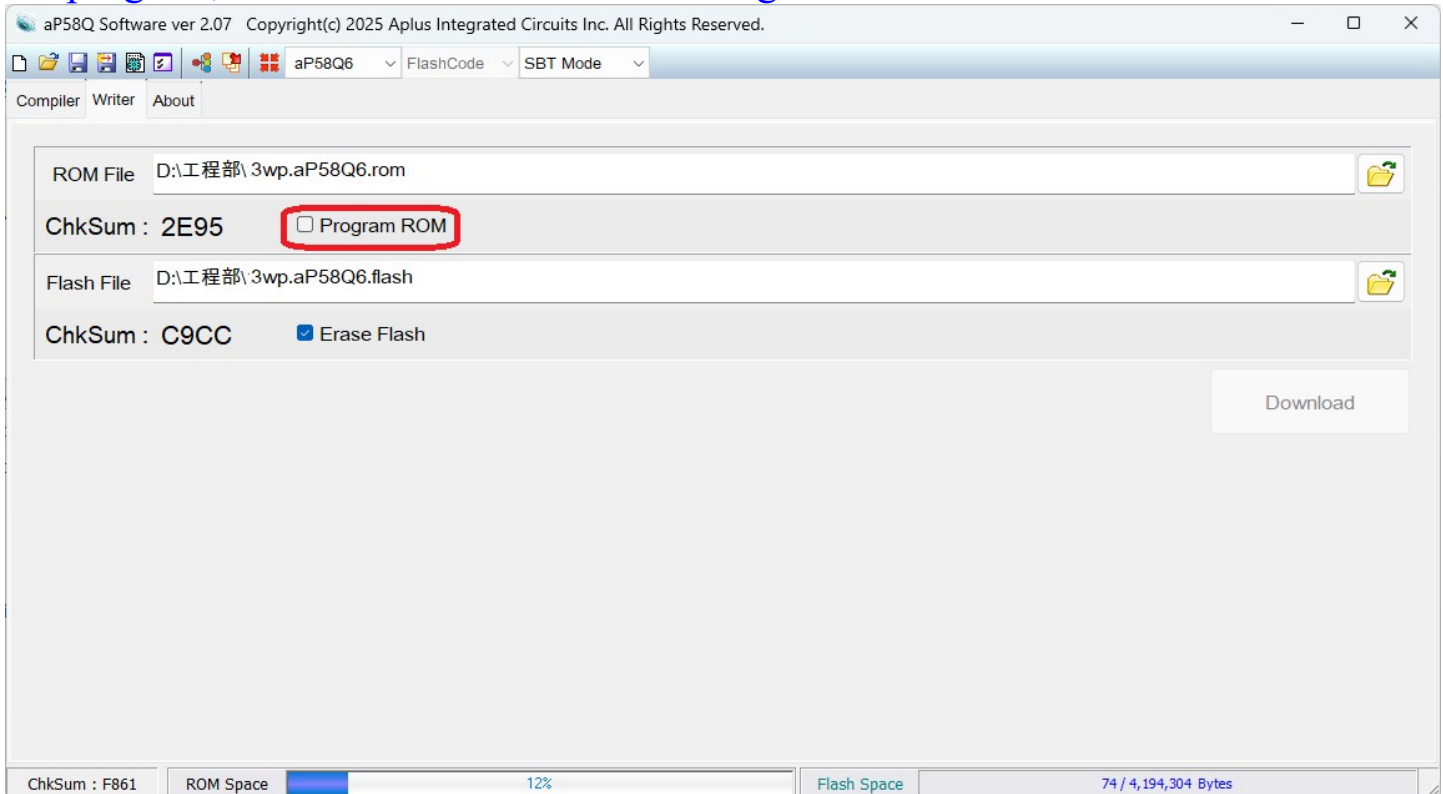 aP58Q Software ver 2.07 Copyright(c) 2025 Aplus Integrated Circuits Inc. All Rights Reserved.
aP58Q6 FlashCode SBT Mode
Compiler Writer About
ROM File D:\工程部\ 3wp.aP58Q6.rom
ChkSum : 2E95 Program ROM
Flash File D:\工程部\ 3wp.aP58Q6.flash
ChkSum : C9CC Erase Flash
Download
ChkSum : F861 ROM Space 12% Flash Space 74 / 4,194,304 Bytes